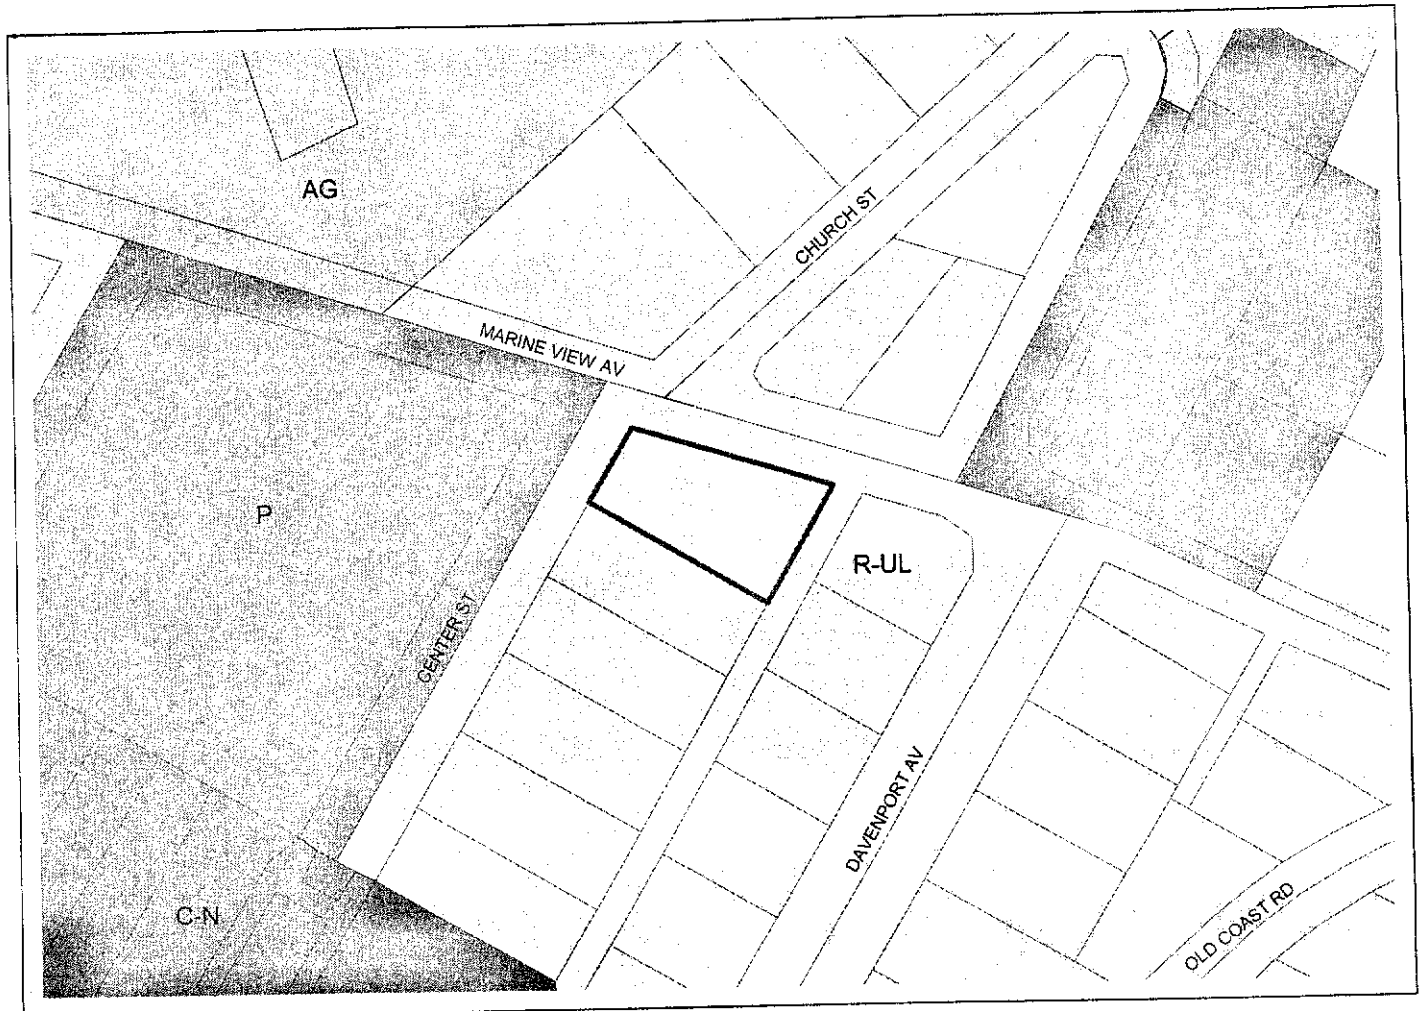 AG
CHURCH ST
MARINE VIEW AV
P
R-UL
CENTER ST
DAVENPORT AV
C-N
OLD COAST RD